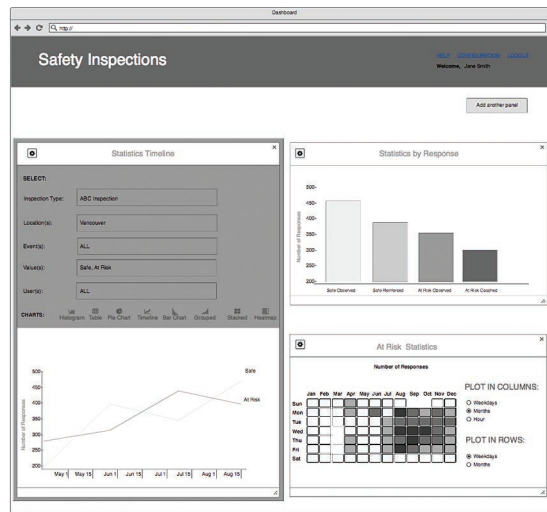 Dashboard
http://
Safety Inspections
HELP CONFIGURATION LOGOUT
Welcome, Jane Smith
Add another panel
Statistics Timeline
SELECT:
Inspection Type: ABC Inspection
Location(s): Vancouver
Event(s): ALL
Value(s): Safe, At Risk
User(s): ALL
CHARTS: Histogram Table Pie Chart Timeline Bar Chart Grouped Stacked Heatmap
Number of Responses
500-
450-
400-
350-
300-
250-
200-
Safe
At Risk
May 1 May 15 Jun 1 Jun 15 Jul 1 Jul 15 Aug 1 Aug 15
Statistics by Response
Number of Responses
500-
450-
400-
350-
300-
250-
200-
Safe Observed Safe Reinforced At Risk Observed At Risk Coached
At Risk Statistics
Number of Responses
Jan Feb Mar Apr May Jun Jul Aug Sep Oct Nov Dec
Sun
Mon
Tue
Wed
Thu
Fri
Sat
PLOT IN COLUMNS:
Weekdays
Months
Hour
PLOT IN ROWS:
Weekdays
Months